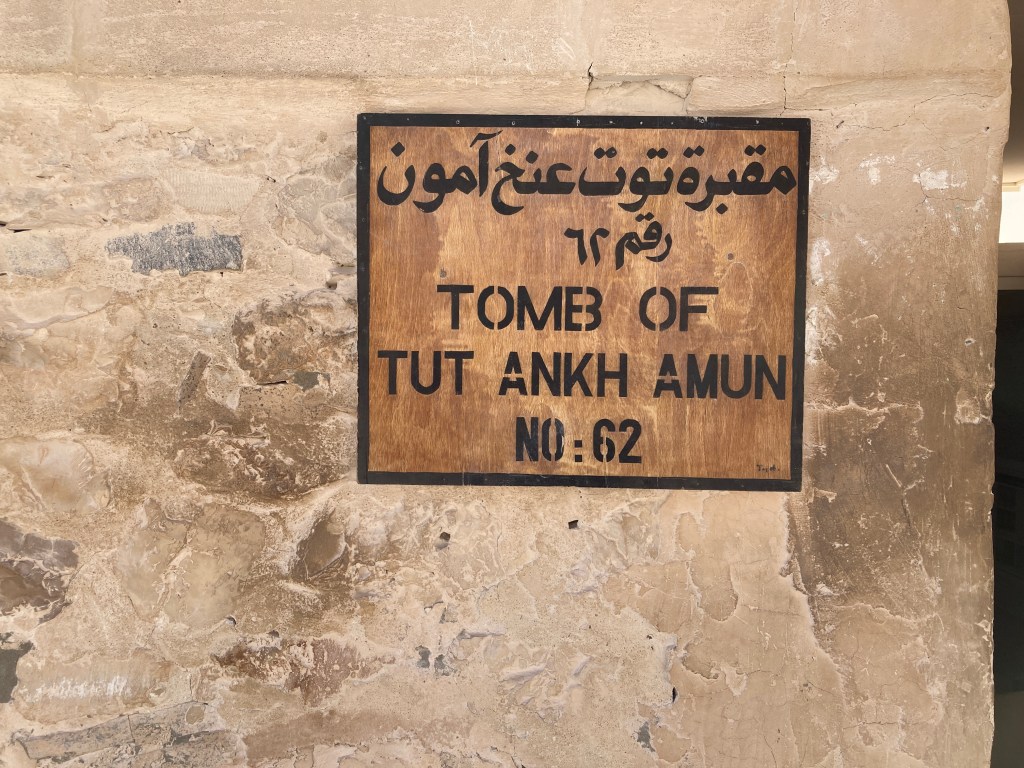 مقبرة توت عنخ آمون
رقم ٦٢
TOMB OF
TUT ANKH AMUN
NO: 62